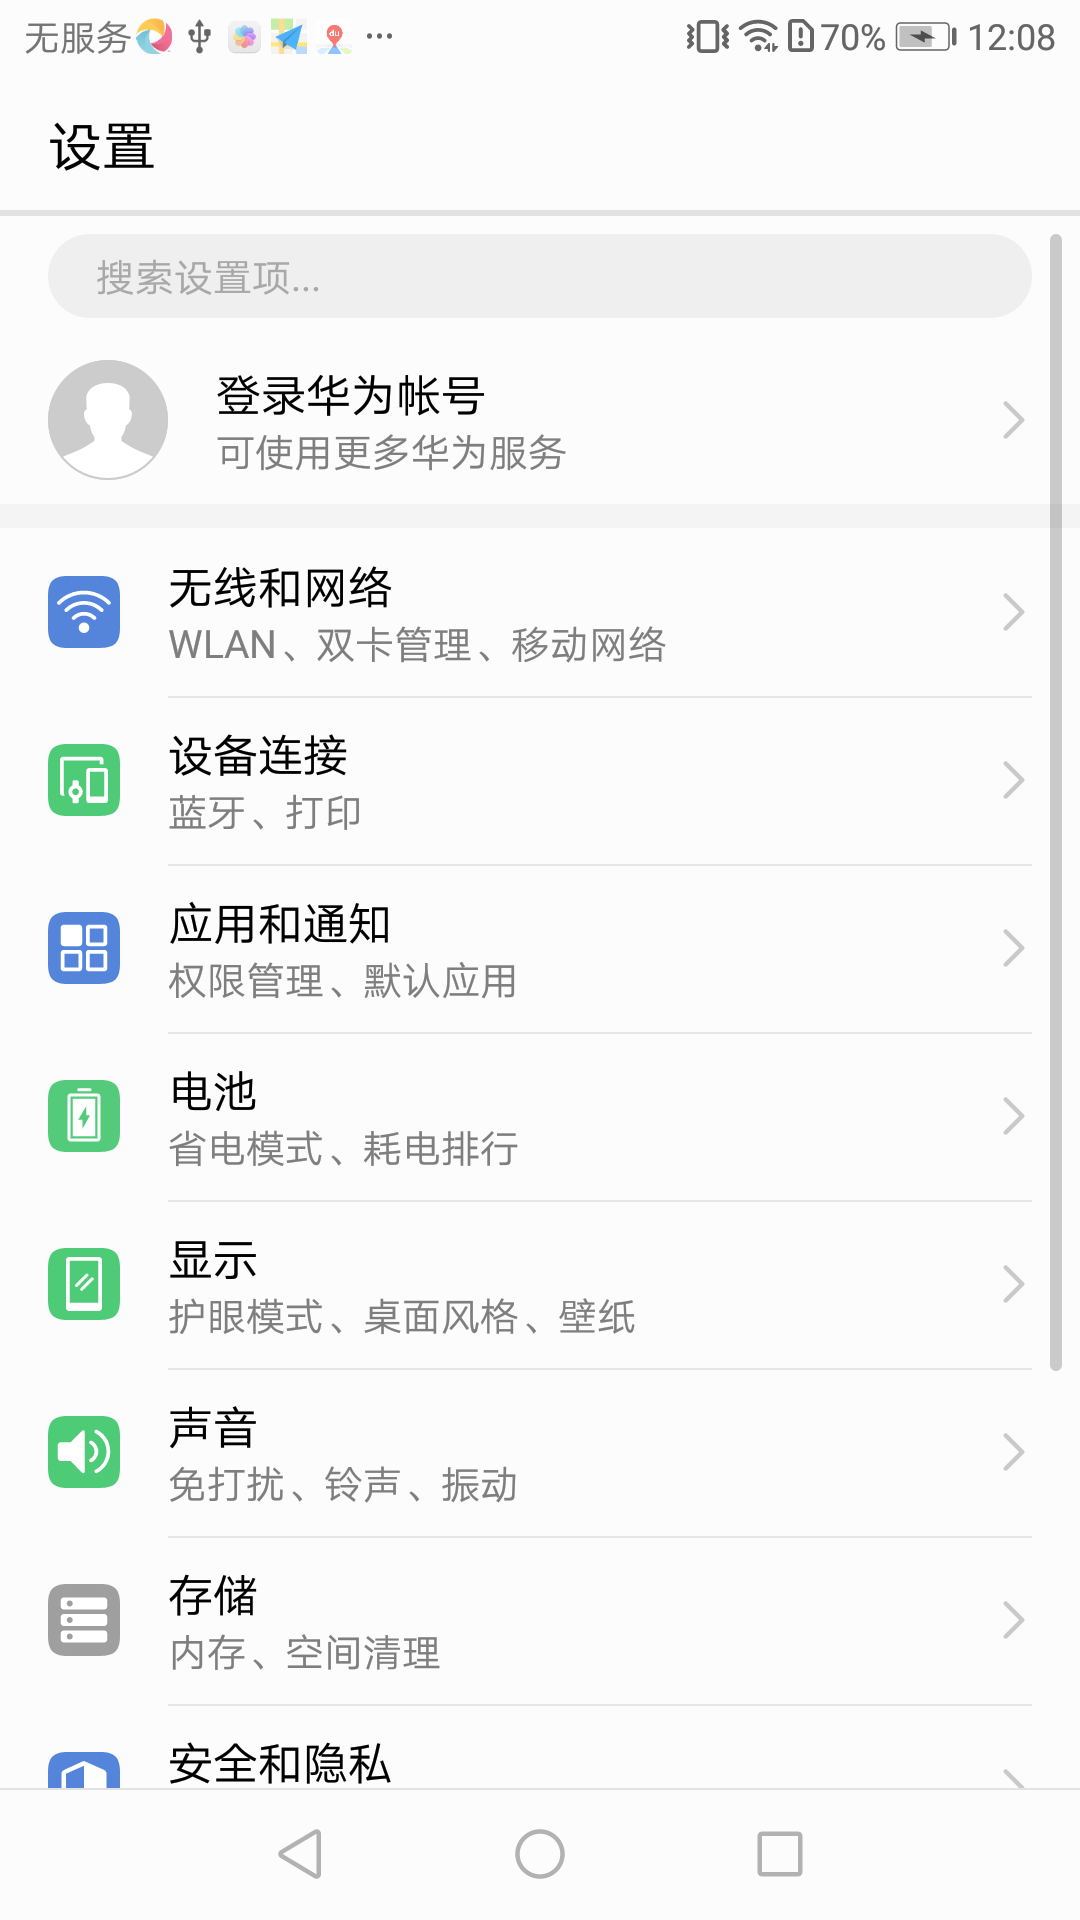 无服务 70% 12:08
设置
搜索设置项...
登录华为帐号
可使用更多华为服务
无线和网络
WLAN、双卡管理、移动网络
设备连接
蓝牙、打印
应用和通知
权限管理、默认应用
电池
省电模式、耗电排行
显示
护眼模式、桌面风格、壁纸
声音
免打扰、铃声、振动
存储
内存、空间清理
安全和隐私